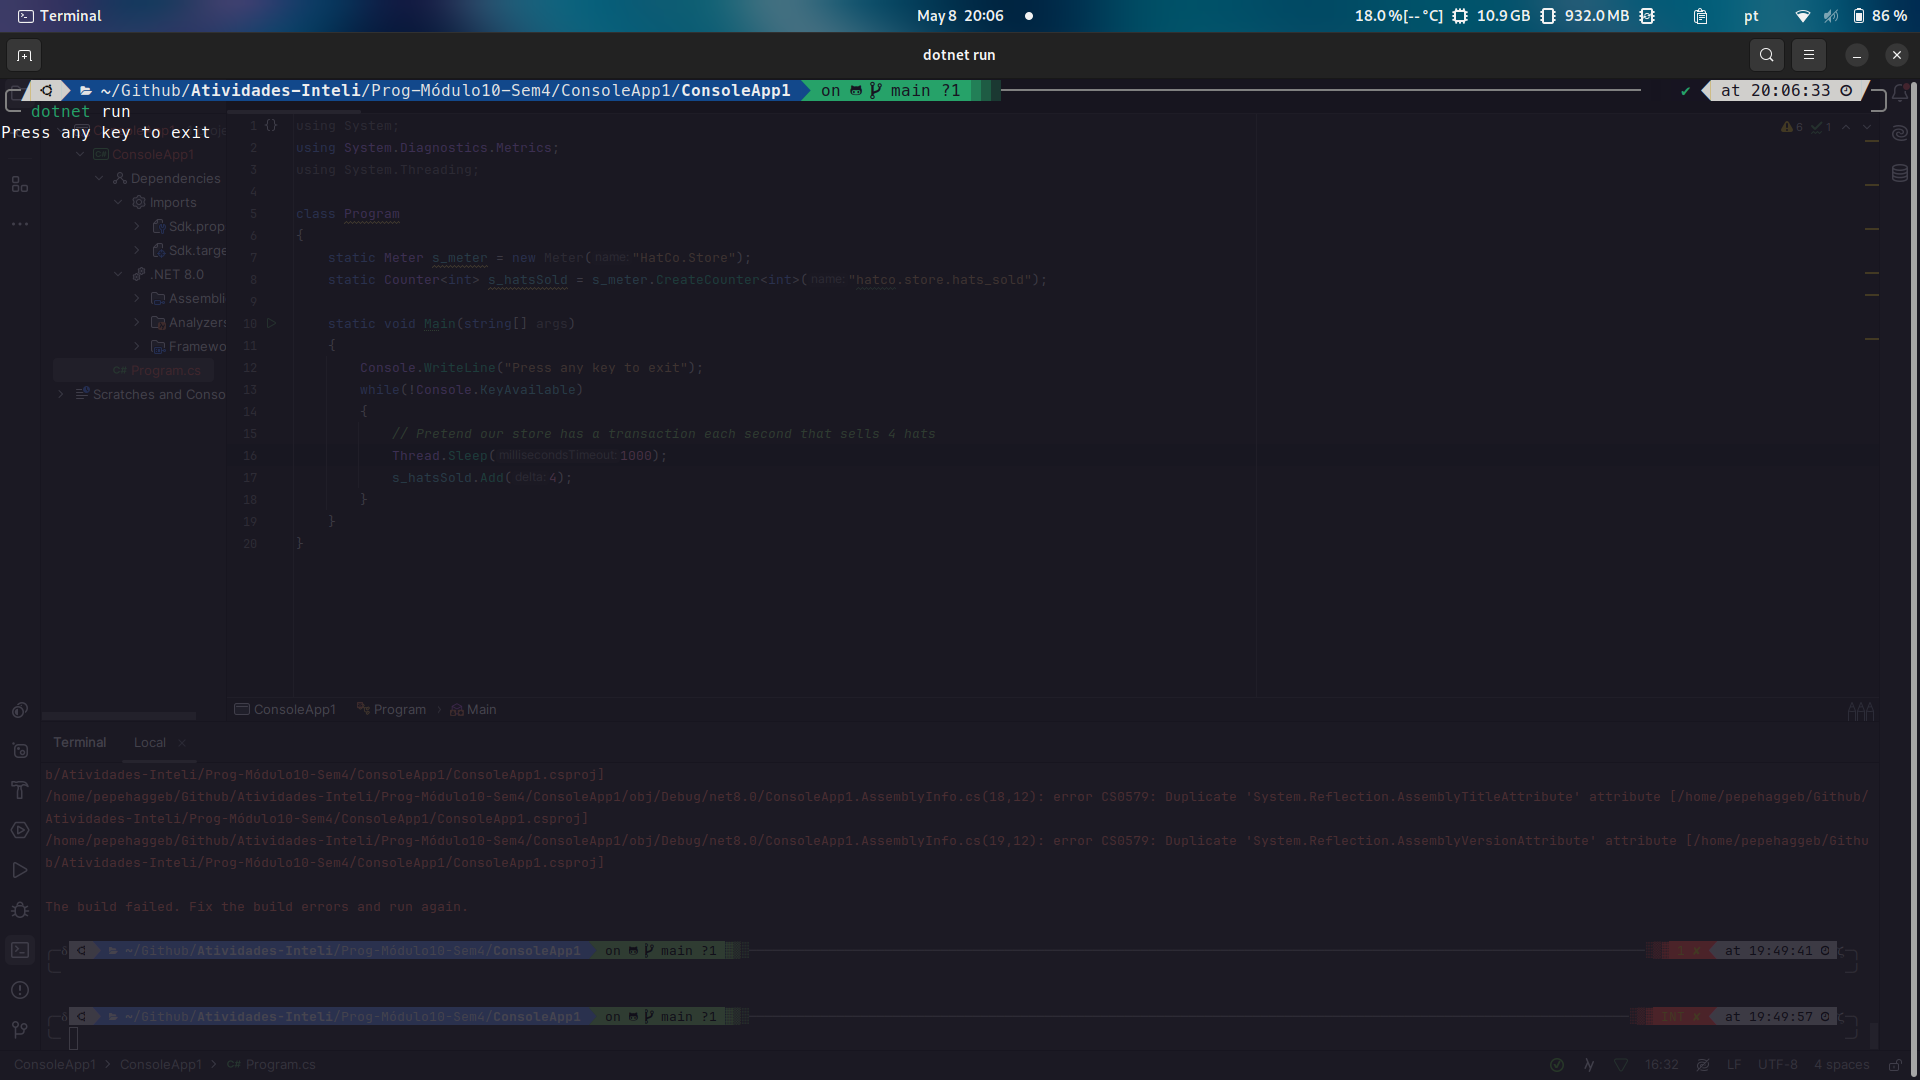 Terminal
May 8 20:06
18.0 %[-- °C] 10.9 GB 932.0 MB pt 86 %
dotnet run
~/Github/Atividades-Inteli/Prog-Módulo10-Sem4/ConsoleApp1/ConsoleApp1 on main ?1 ✔ at 20:06:33
dotnet run
Press any key to exit
ConsoleApp1
Dependencies
Imports
Sdk.prop
Sdk.targe
.NET 8.0
Assembli
Analyzers
Framewo
C# Program.cs
Scratches and Conso
6 1
1 {} using System;
2 using System.Diagnostics.Metrics;
3 using System.Threading;
4
5 class Program
6 {
7 static Meter s_meter = new Meter( name: "HatCo.Store");
8 static Counter<int> s_hatsSold = s_meter.CreateCounter<int>( name: "hatco.store.hats_sold");
9
10 static void Main(string[] args)
11 {
12 Console.WriteLine("Press any key to exit");
13 while(!Console.KeyAvailable)
14 {
15 // Pretend our store has a transaction each second that sells 4 hats
16 Thread.Sleep( millisecondsTimeout: 1000);
17 s_hatsSold.Add( delta: 4);
18 }
19 }
20 }
ConsoleApp1 Program > Main
Terminal Local ×
b/Atividades-Inteli/Prog-Módulo10-Sem4/ConsoleApp1/ConsoleApp1.csproj]
/home/pepehaggeb/Github/Atividades-Inteli/Prog-Módulo10-Sem4/ConsoleApp1/obj/Debug/net8.0/ConsoleApp1.AssemblyInfo.cs(18,12): error CS0579: Duplicate 'System.Reflection.AssemblyTitleAttribute' attribute [/home/pepehaggeb/Github/
Atividades-Inteli/Prog-Módulo10-Sem4/ConsoleApp1/ConsoleApp1.csproj]
/home/pepehaggeb/Github/Atividades-Inteli/Prog-Módulo10-Sem4/ConsoleApp1/obj/Debug/net8.0/ConsoleApp1.AssemblyInfo.cs(19,12): error CS0579: Duplicate 'System.Reflection.AssemblyVersionAttribute' attribute [/home/pepehaggeb/Githu
b/Atividades-Inteli/Prog-Módulo10-Sem4/ConsoleApp1/ConsoleApp1.csproj]
The build failed. Fix the build errors and run again.
~/Github/Atividades-Inteli/Prog-Módulo10-Sem4/ConsoleApp1 on main ?1 at 19:49:41
~/Github/Atividades-Inteli/Prog-Módulo10-Sem4/ConsoleApp1 on main ?1 INT ✘ at 19:49:57
ConsoleApp1 > ConsoleApp1 > C# Program.cs
16:32 LF UTF-8 4 spaces